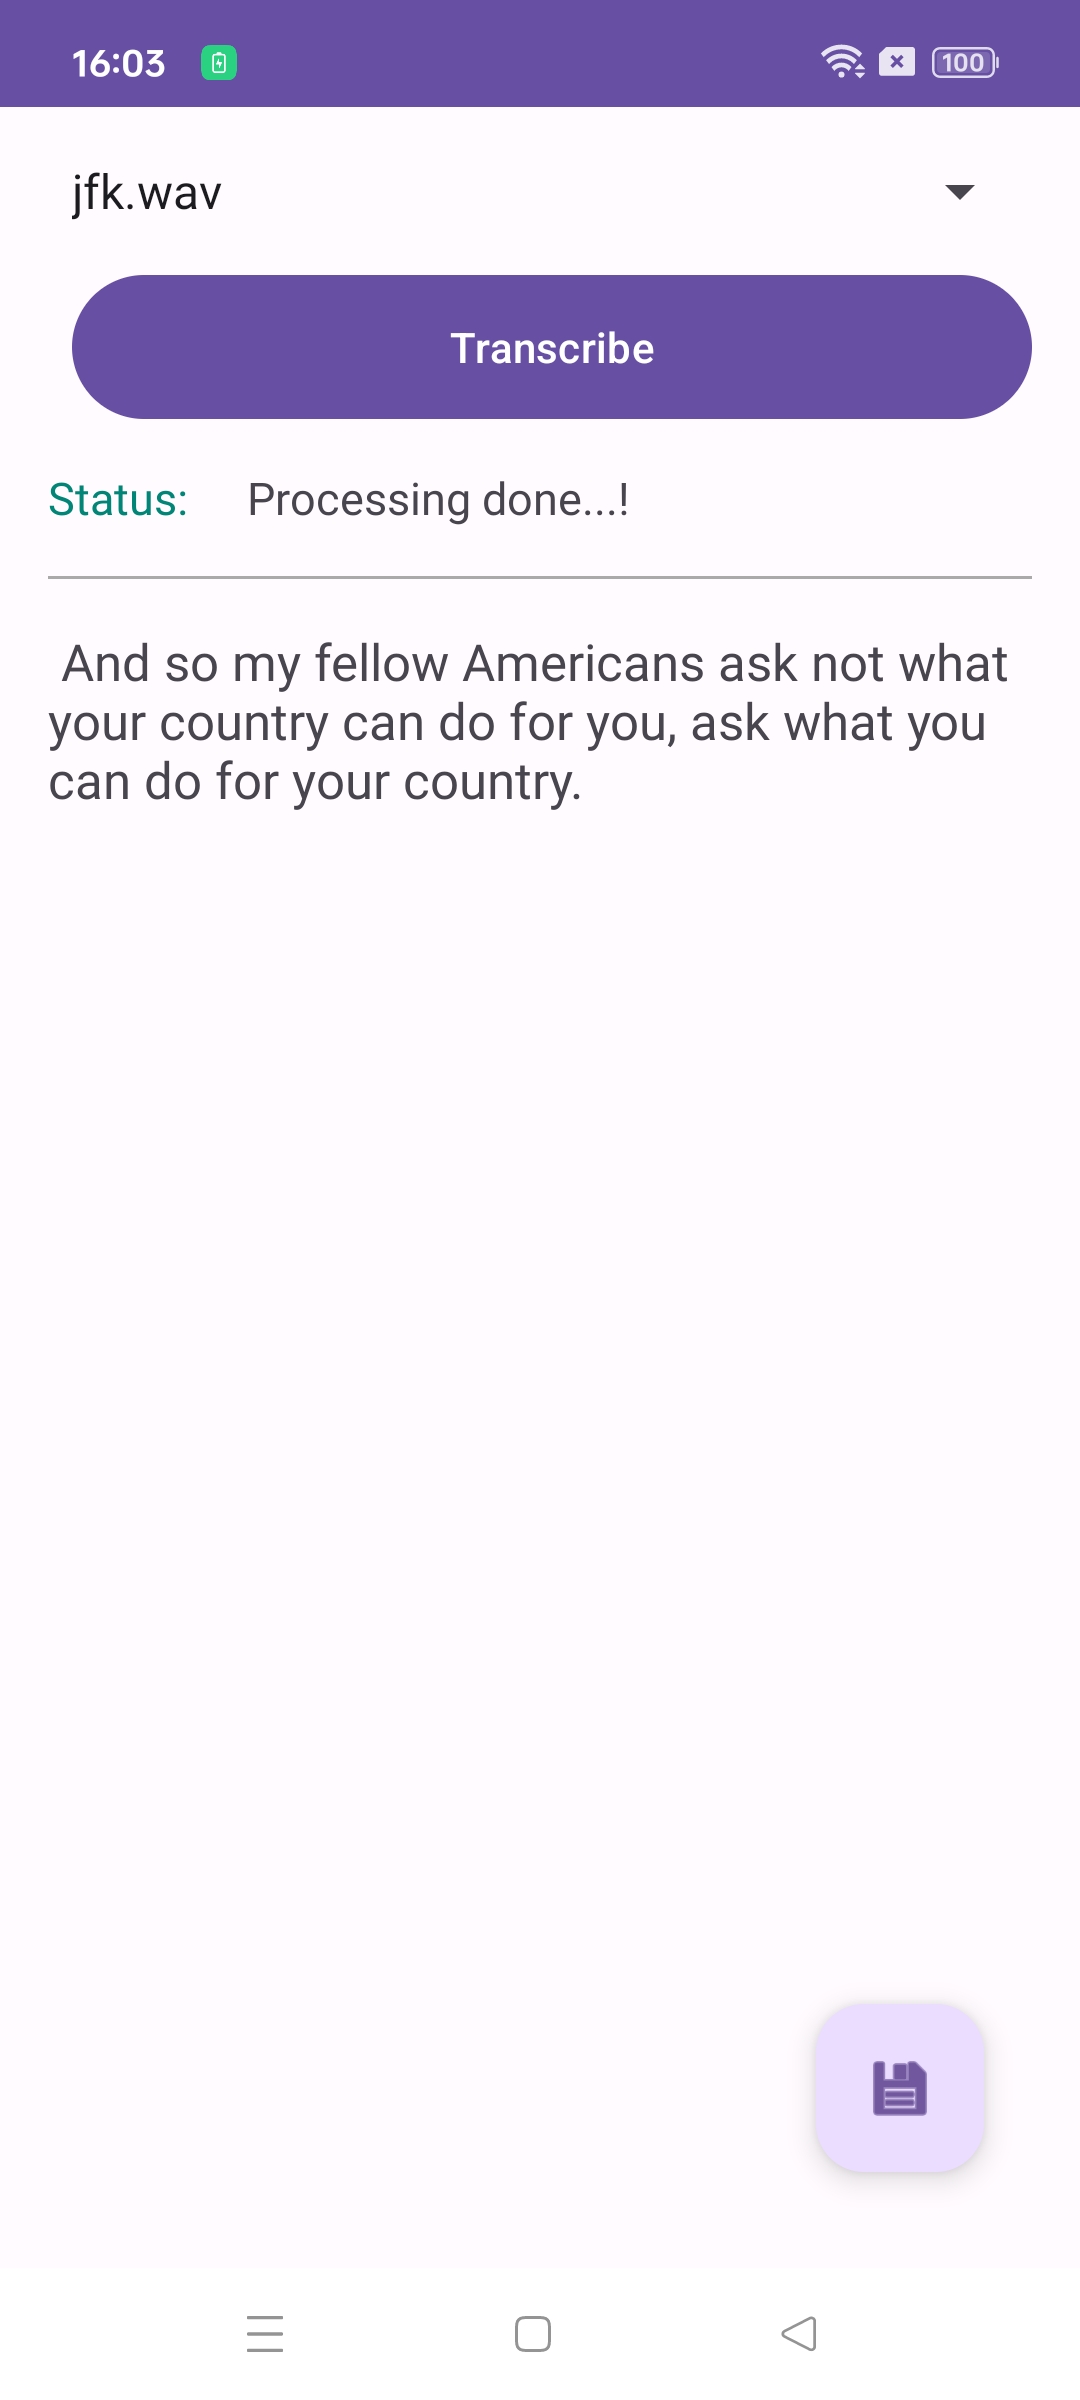 16:03
100
jfk.wav
Transcribe
Status: Processing done...!
And so my fellow Americans ask not what
your country can do for you, ask what you
can do for your country.